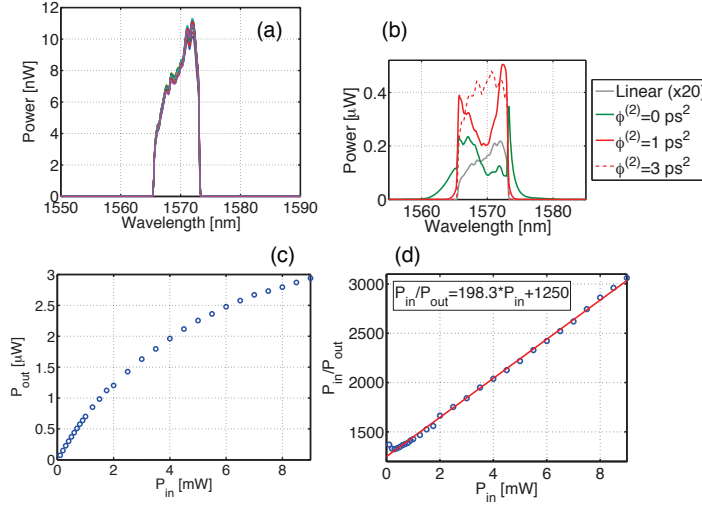 (a)
Power [nW]
12
10
8
6
4
2
0
1550
1560
1570
1580
1590
Wavelength [nm]
(b)
Power [μW]
0.4
0.2
0
1560
1570
1580
Wavelength [nm]
Linear (x20)
ϕ(2)=0 ps2
ϕ(2)=1 ps2
ϕ(2)=3 ps2
(c)
Pout [μW]
3
2.5
2
1.5
1
0.5
0
0
2
4
6
8
Pin [mW]
(d)
Pin/Pout
3000
2500
2000
1500
Pin/Pout=198.3*Pin+1250
0
2
4
6
8
Pin [mW]